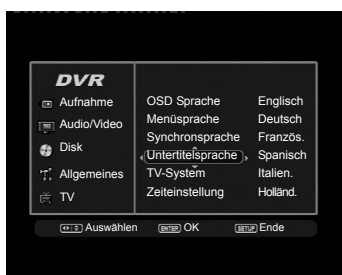 DVR
Aufnahme
Audio/Video
Disk
Allgemeines
TV
OSD Sprache Englisch
Menüsprache Deutsch
Synchronsprache Französ.
Untertitelsprache Spanisch
TV-System Italien.
Zeiteinstellung Holländ.
Auswählen ENTER OK SETUP Ende